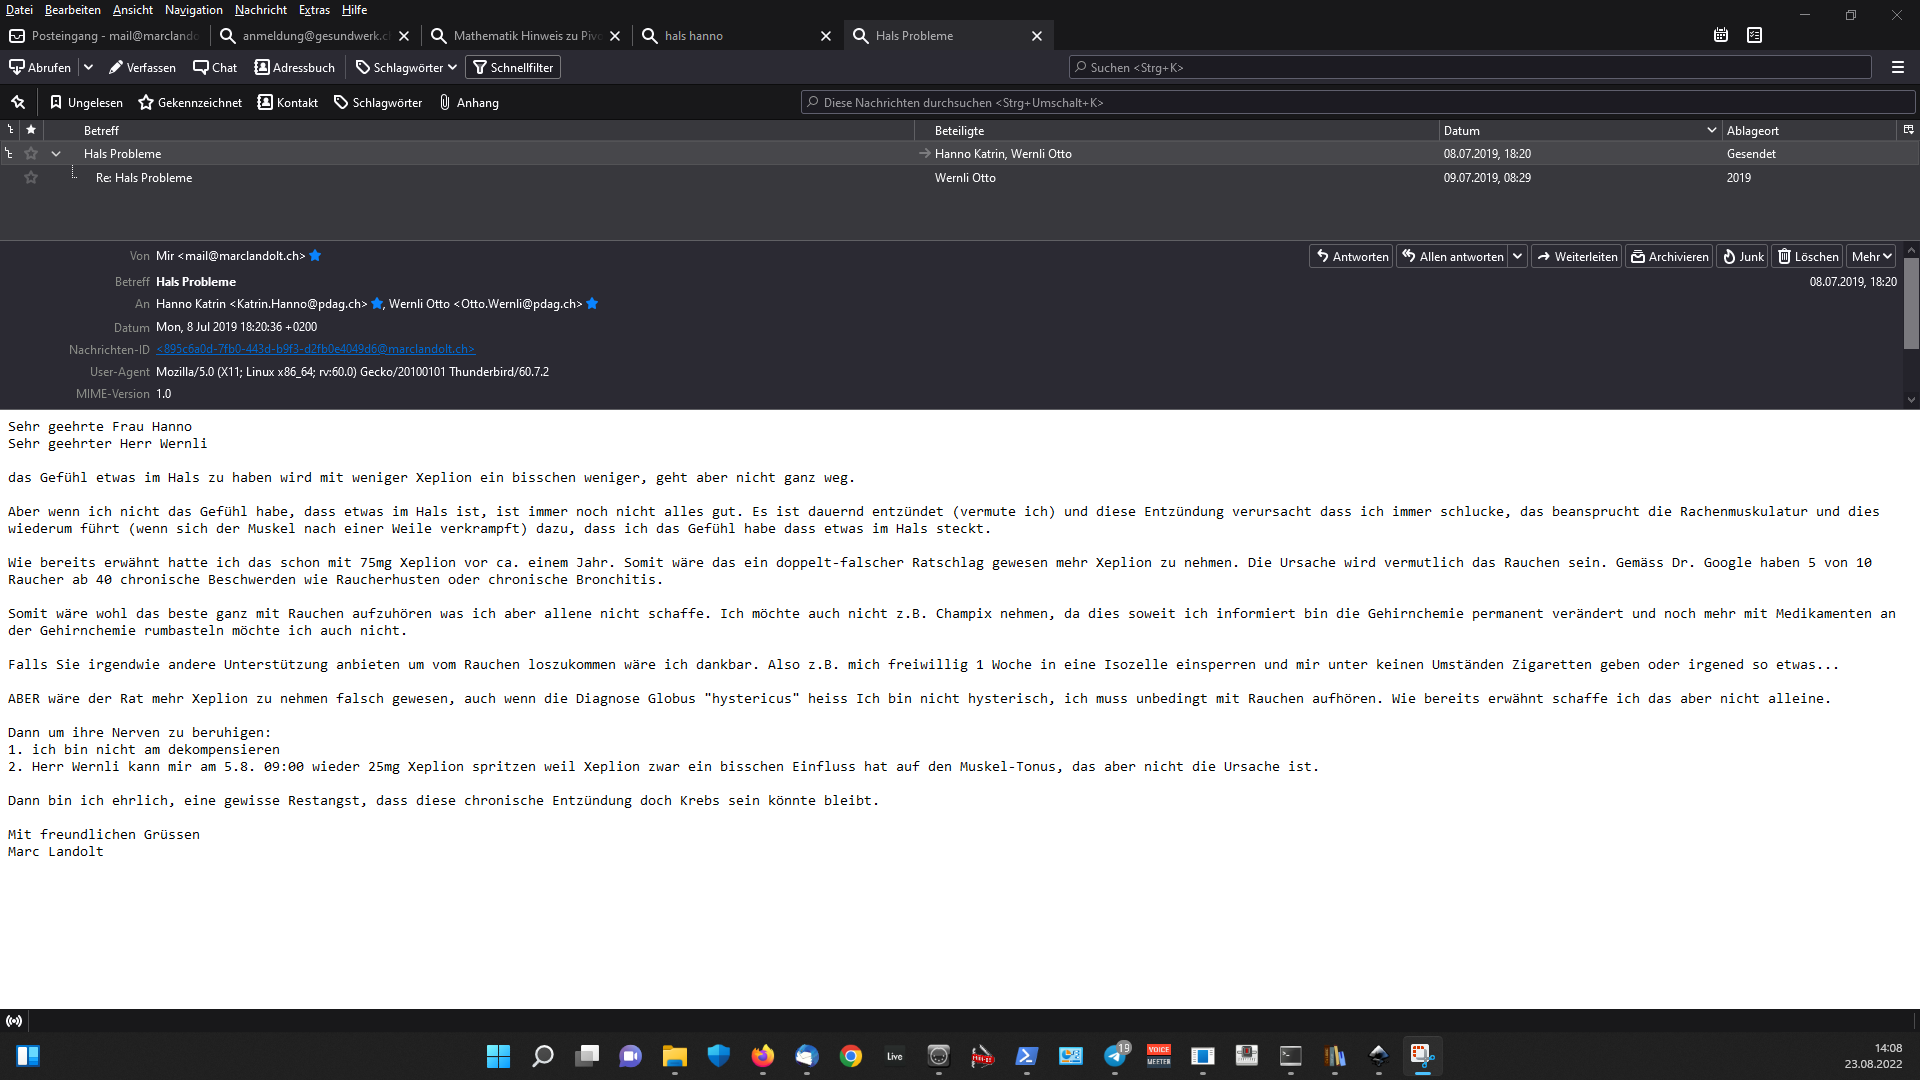 Datei Bearbeiten Ansicht Navigation Nachricht Extras Hilfe
Posteingang - mail@marclando anmeldung@gesundwerk.c Mathematik Hinweis zu Pivo hals hanno Hals Probleme
Abrufen Verfassen Chat Adressbuch Schlagwörter Schnellfilter Suchen <Strg+K>
Ungelesen Gekennzeichnet Kontakt Schlagwörter Anhang Diese Nachrichten durchsuchen <Strg+Umschalt+K>
Betreff Beteiligte Datum Ablageort
Hals Probleme Hanno Katrin, Wernli Otto 08.07.2019, 18:20 Gesendet
Re: Hals Probleme Wernli Otto 09.07.2019, 08:29 2019
Von Mir <mail@marclandolt.ch> Antworten Allen antworten Weiterleiten Archivieren Junk Löschen Mehr
Betreff Hals Probleme 08.07.2019, 18:20
An Hanno Katrin <Katrin.Hanno@pdag.ch>, Wernli Otto <Otto.Wernli@pdag.ch>
Datum Mon, 8 Jul 2019 18:20:36 +0200
Nachrichten-ID <895c6a0d-7fb0-443d-b9f3-d2fb0e4049d6@marclandolt.ch>
User-Agent Mozilla/5.0 (X11; Linux x86_64; rv:60.0) Gecko/20100101 Thunderbird/60.7.2
MIME-Version 1.0
Sehr geehrte Frau Hanno
Sehr geehrter Herr Wernli
das Gefühl etwas im Hals zu haben wird mit weniger Xeplion ein bisschen weniger, geht aber nicht ganz weg.
Aber wenn ich nicht das Gefühl habe, dass etwas im Hals ist, ist immer noch nicht alles gut. Es ist dauernd entzündet (vermute ich) und diese Entzündung verursacht dass ich immer schlucke, das beansprucht die Rachenmuskulatur und dies
wiederum führt (wenn sich der Muskel nach einer Weile verkrampft) dazu, dass ich das Gefühl habe dass etwas im Hals steckt.
Wie bereits erwähnt hatte ich das schon mit 75mg Xeplion vor ca. einem Jahr. Somit wäre das ein doppelt-falscher Ratschlag gewesen mehr Xeplion zu nehmen. Die Ursache wird vermutlich das Rauchen sein. Gemäss Dr. Google haben 5 von 10
Raucher ab 40 chronische Beschwerden wie Raucherhusten oder chronische Bronchitis.
Somit wäre wohl das beste ganz mit Rauchen aufzuhören was ich aber allene nicht schaffe. Ich möchte auch nicht z.B. Champix nehmen, da dies soweit ich informiert bin die Gehirnchemie permanent verändert und noch mehr mit Medikamenten an
der Gehirnchemie rumbasteln möchte ich auch nicht.
Falls Sie irgendwie andere Unterstützung anbieten um vom Rauchen loszukommen wäre ich dankbar. Also z.B. mich freiwillig 1 Woche in eine Isozelle einsperren und mir unter keinen Umständen Zigaretten geben oder irgened so etwas...
ABER wäre der Rat mehr Xeplion zu nehmen falsch gewesen, auch wenn die Diagnose Globus "hystericus" heiss Ich bin nicht hysterisch, ich muss unbedingt mit Rauchen aufhören. Wie bereits erwähnt schaffe ich das aber nicht alleine.
Dann um ihre Nerven zu beruhigen:
1. ich bin nicht am dekompensieren
2. Herr Wernli kann mir am 5.8. 09:00 wieder 25mg Xeplion spritzen weil Xeplion zwar ein bisschen Einfluss hat auf den Muskel-Tonus, das aber nicht die Ursache ist.
Dann bin ich ehrlich, eine gewisse Restangst, dass diese chronische Entzündung doch Krebs sein könnte bleibt.
Mit freundlichen Grüssen
Marc Landolt
Live 19 VOICE MEETER 14:08
23.08.2022